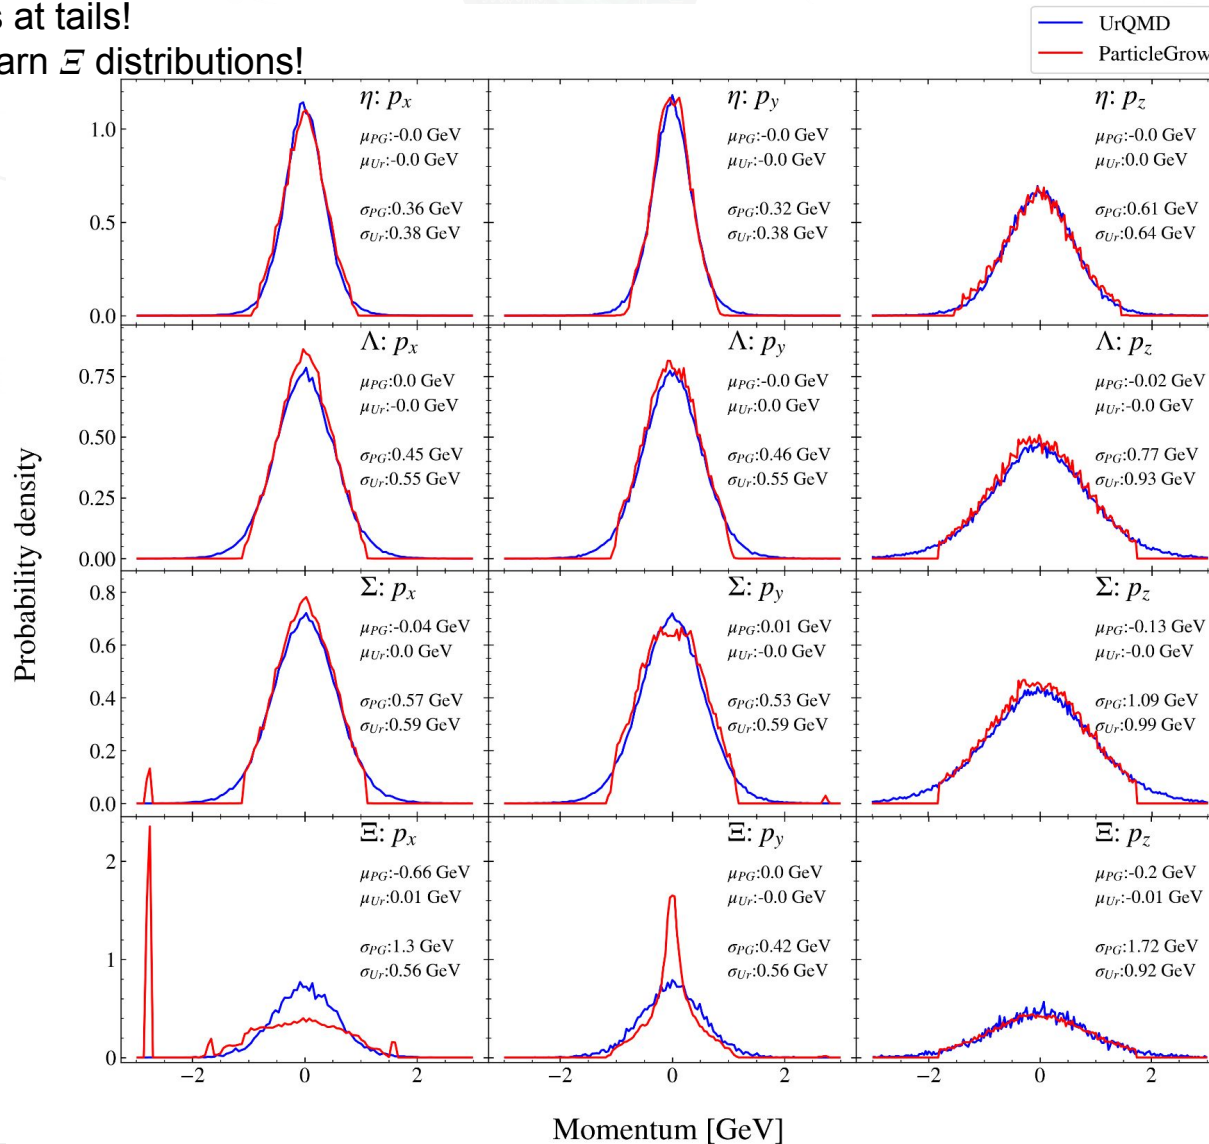 s at tails!
arn Ξ distributions!
UrQMD
ParticleGrow
η: pₓ
μ_PG:-0.0 GeV
μ_Ur:-0.0 GeV
σ_PG:0.36 GeV
σ_Ur:0.38 GeV
η: p_y
μ_PG:-0.0 GeV
μ_Ur:-0.0 GeV
σ_PG:0.32 GeV
σ_Ur:0.38 GeV
η: p_z
μ_PG:-0.0 GeV
μ_Ur:0.0 GeV
σ_PG:0.61 GeV
σ_Ur:0.64 GeV
1.0
0.5
0.0
Λ: pₓ
μ_PG:0.0 GeV
μ_Ur:-0.0 GeV
σ_PG:0.45 GeV
σ_Ur:0.55 GeV
Λ: p_y
μ_PG:-0.0 GeV
μ_Ur:0.0 GeV
σ_PG:0.46 GeV
σ_Ur:0.55 GeV
Λ: p_z
μ_PG:-0.02 GeV
μ_Ur:-0.0 GeV
σ_PG:0.77 GeV
σ_Ur:0.93 GeV
0.75
0.50
0.25
0.00
Probability density
Σ: pₓ
μ_PG:-0.04 GeV
μ_Ur:0.0 GeV
σ_PG:0.57 GeV
σ_Ur:0.59 GeV
Σ: p_y
μ_PG:0.01 GeV
μ_Ur:-0.0 GeV
σ_PG:0.53 GeV
σ_Ur:0.59 GeV
Σ: p_z
μ_PG:-0.13 GeV
μ_Ur:-0.0 GeV
σ_PG:1.09 GeV
σ_Ur:0.99 GeV
0.8
0.6
0.4
0.2
0.0
Ξ: pₓ
μ_PG:-0.66 GeV
μ_Ur:0.01 GeV
σ_PG:1.3 GeV
σ_Ur:0.56 GeV
Ξ: p_y
μ_PG:0.0 GeV
μ_Ur:-0.0 GeV
σ_PG:0.42 GeV
σ_Ur:0.56 GeV
Ξ: p_z
μ_PG:-0.2 GeV
μ_Ur:-0.01 GeV
σ_PG:1.72 GeV
σ_Ur:0.92 GeV
2
1
0
−2 0 2
−2 0 2
−2 0 2
Momentum [GeV]